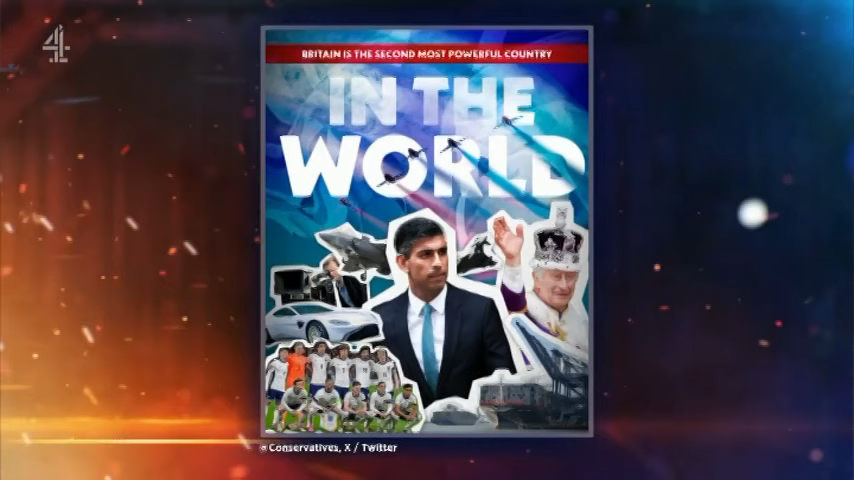 4
BRITAIN IS THE SECOND MOST POWERFUL COUNTRY
IN THE
WORLD
@Conservatives, X / Twitter